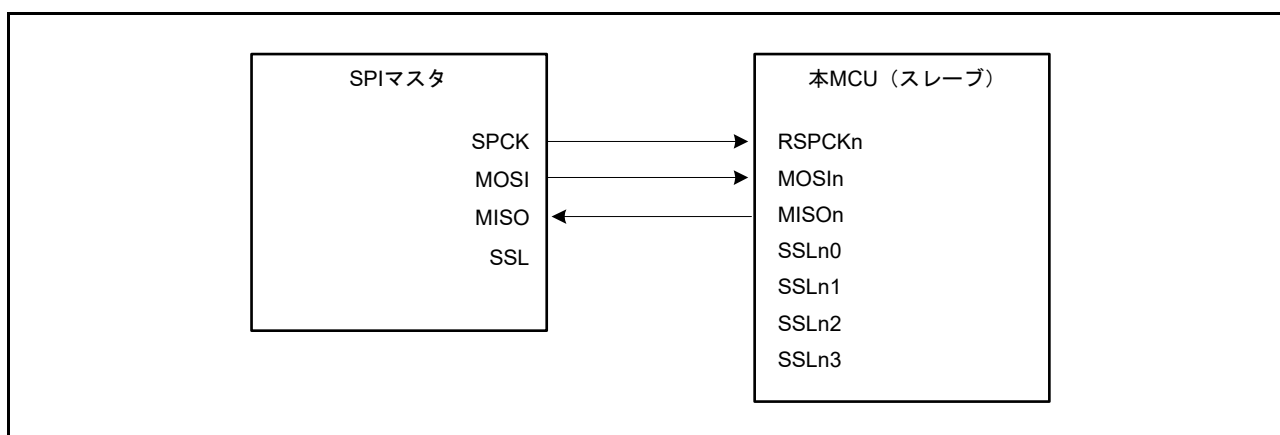 SPIマスタ
SPCK
MOSI
MISO
SSL
本MCU（スレーブ）
RSPCKn
MOSIn
MISOn
SSLn0
SSLn1
SSLn2
SSLn3